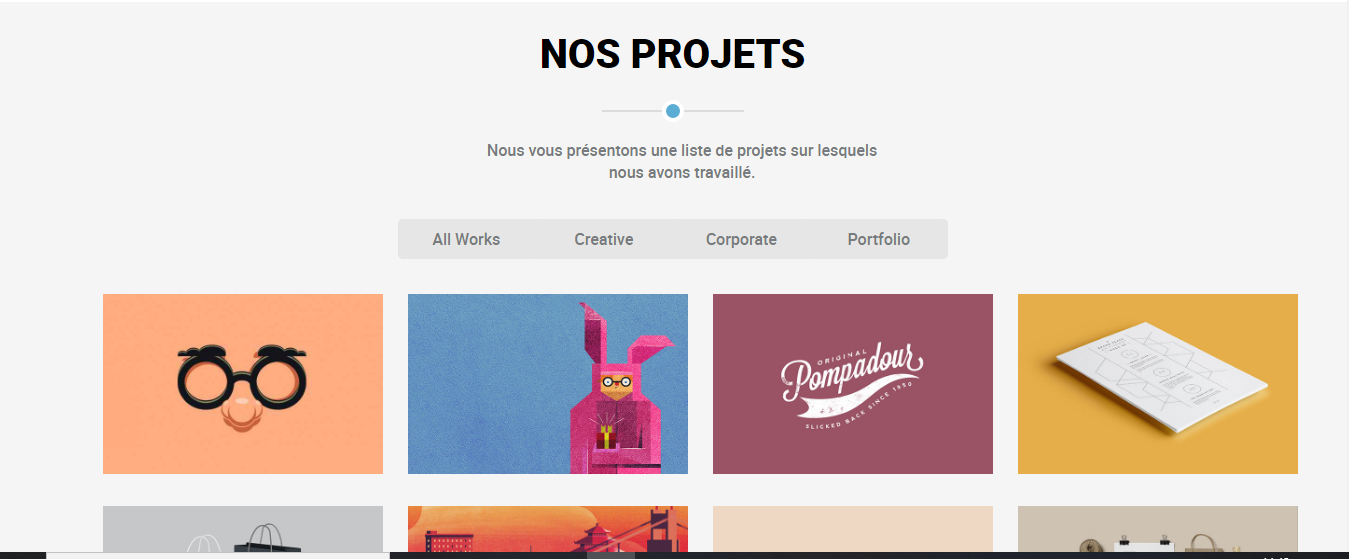 NOS PROJETS
Nous vous présentons une liste de projets sur lesquels
nous avons travaillé.
All Works Creative Corporate Portfolio
ORIGINAL
Pompadour
SLICKED BACK SINCE 1950